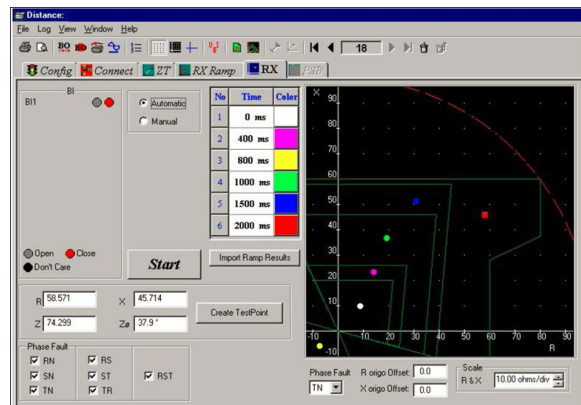 Distance:
File Log View Window Help
BO 18
Config Connect ZT RX Ramp RX PSB
BI
BI1
Automatic
Manual
No Time Color
1 0 ms
2 400 ms
3 800 ms
4 1000 ms
5 1500 ms
6 2000 ms
Open Close
Don't Care
Start
Import Ramp Results
R 58.571 X 45.714
Z 74.299 Zø 37.9°
Create TestPoint
Phase Fault
RN RS
SN ST RST
TN TR
X
90
80
70
60
50
40
30
20
10
-10 10 20 30 40 50 60 70 80 90
-10 R
Phase Fault R origo Offset: 0.0
TN X origo Offset: 0.0
Scale
R & X 10.00 ohms/div